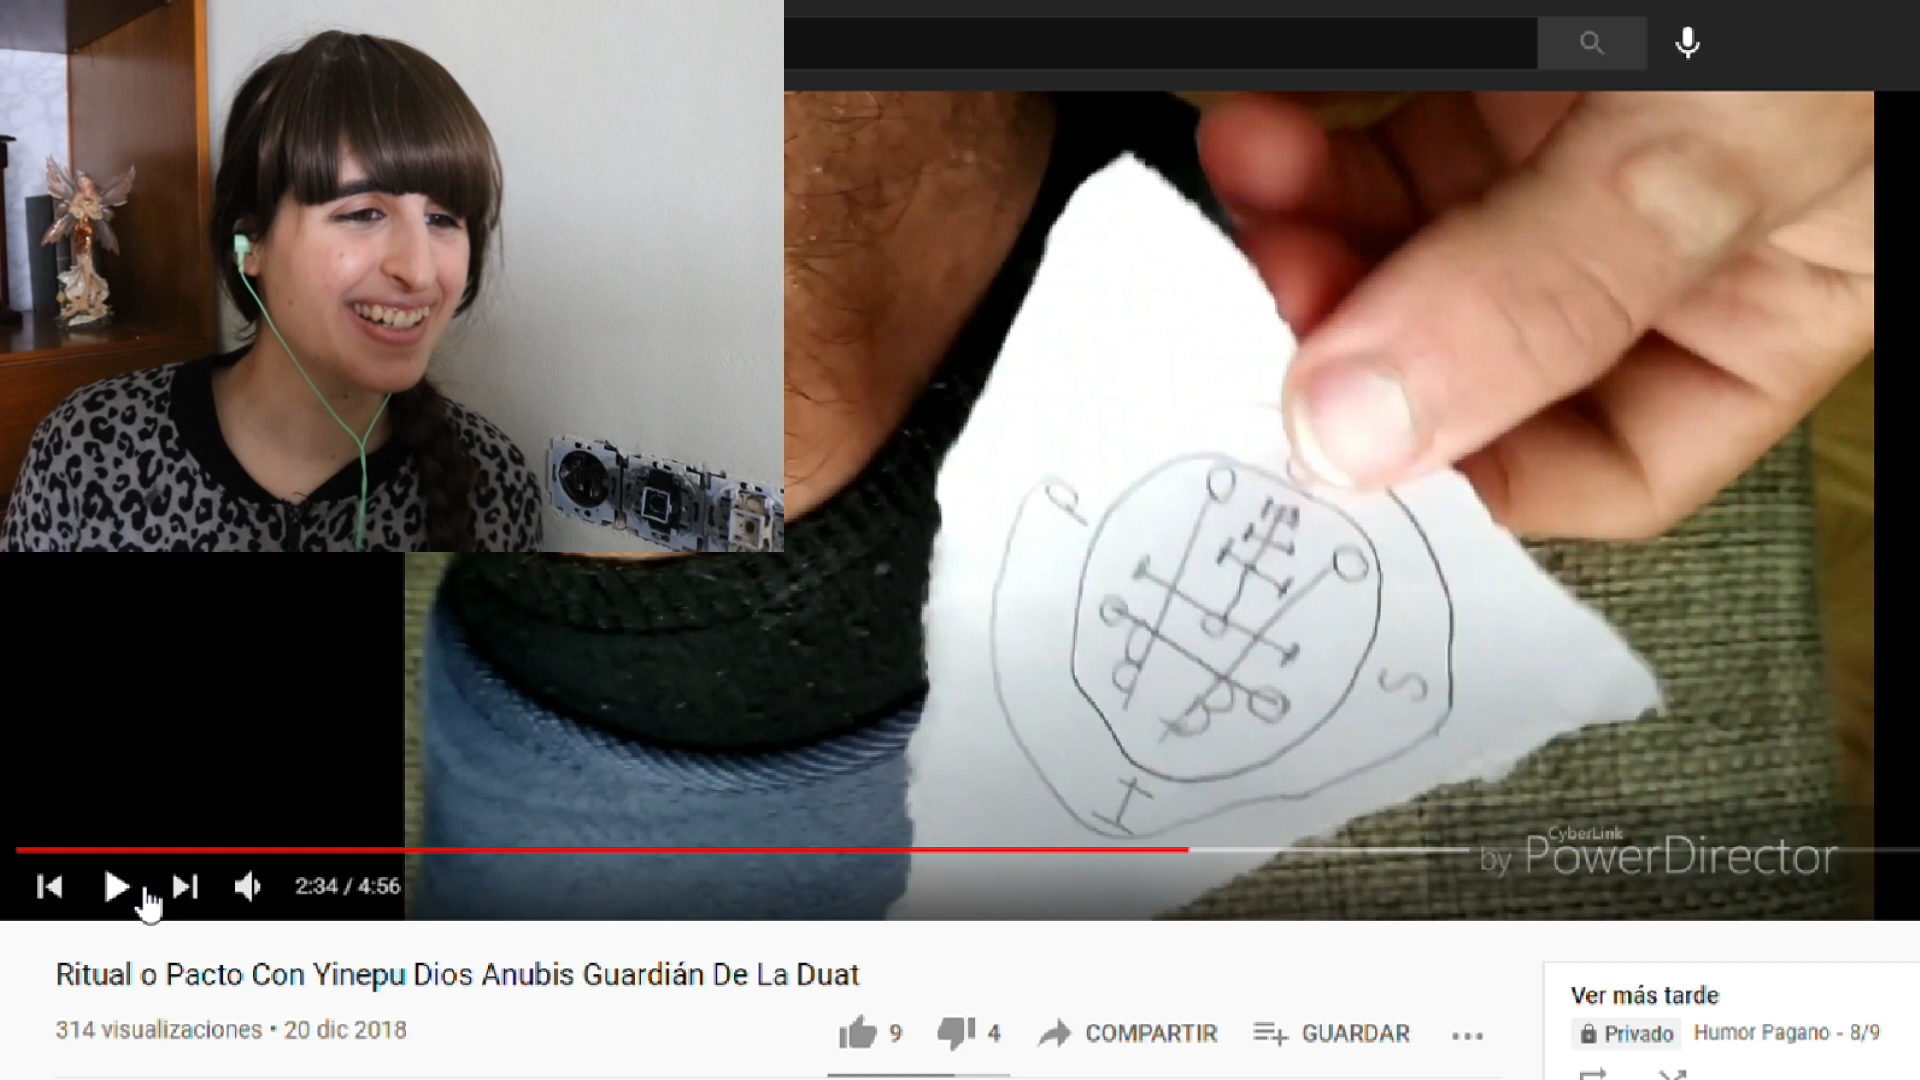 P
S
I
CyberLink
by PowerDirector
2:34 / 4:56
Ritual o Pacto Con Yinepu Dios Anubis Guardián De La Duat
314 visualizaciones • 20 dic 2018
9
4
COMPARTIR
GUARDAR
Ver más tarde
Privado
Humor Pagano - 8/9